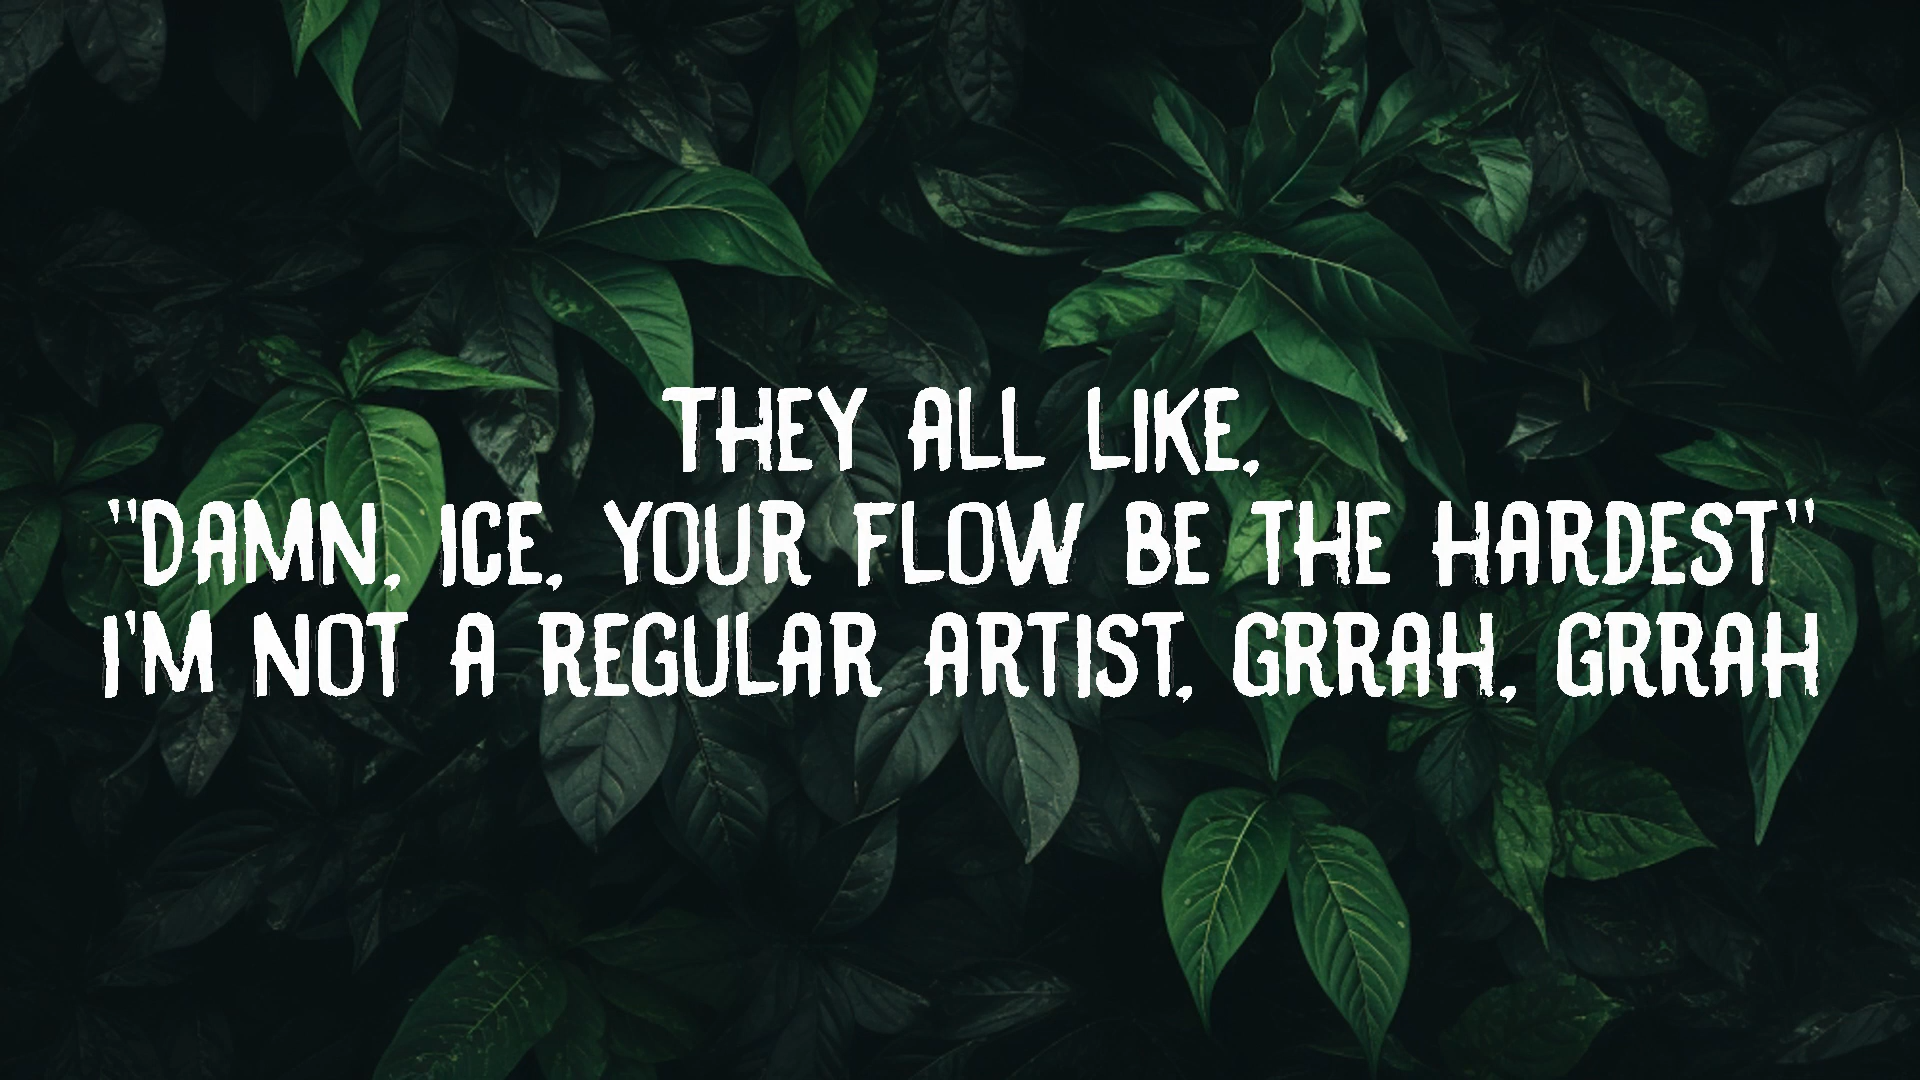 THEY ALL LIKE,
"DAMN, ICE, YOUR FLOW BE THE HARDEST"
I'M NOT A REGULAR ARTIST, GRRAH, GRRAH